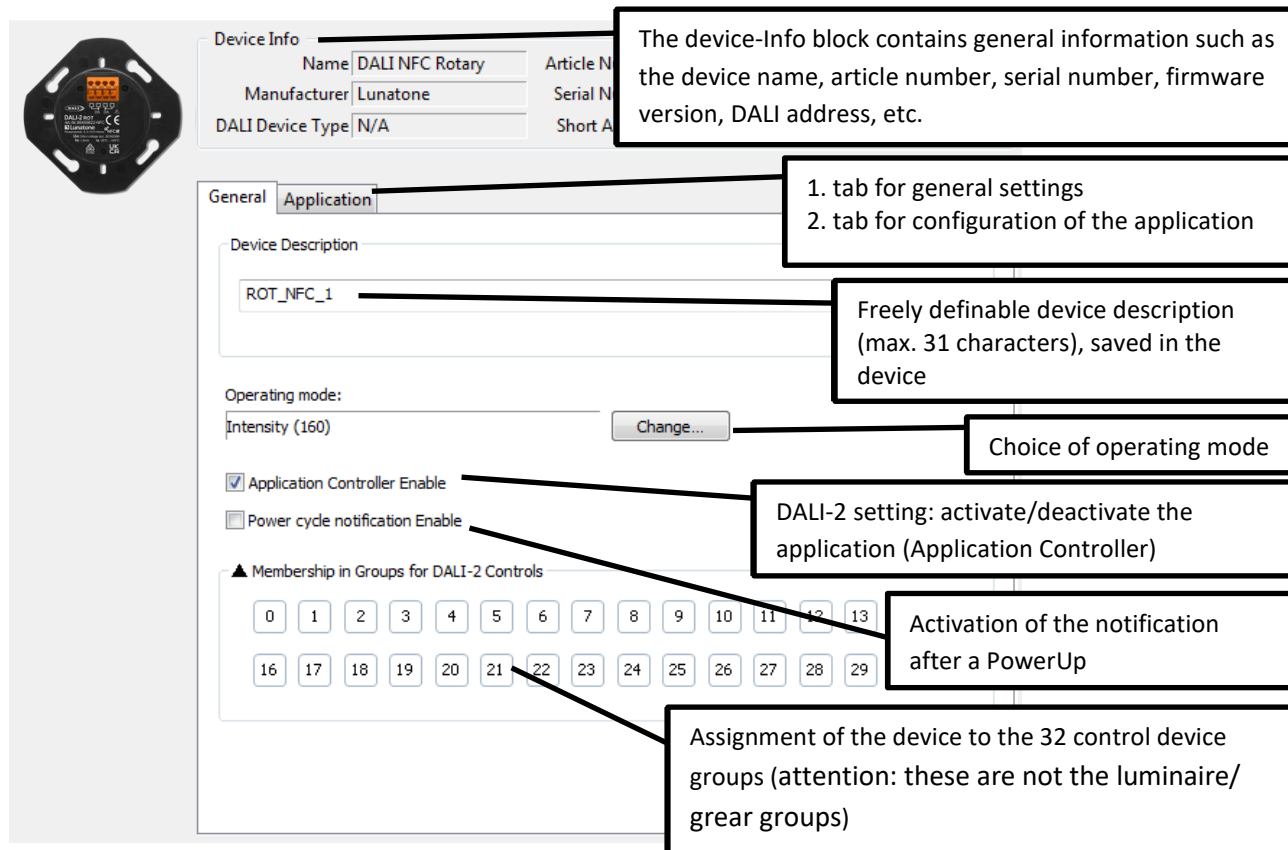 Device Info
Name DALI NFC Rotary Article N
Manufacturer Lunatone Serial N
DALI Device Type N/A Short A
The device-Info block contains general information such as
the device name, article number, serial number, firmware
version, DALI address, etc.
DALI-2 ROT
Lunatone
General Application
1. tab for general settings
2. tab for configuration of the application
Device Description
ROT_NFC_1
Freely definable device description
(max. 31 characters), saved in the
device
Operating mode:
Intensity (160) Change...
Choice of operating mode
Application Controller Enable
Power cycle notification Enable
DALI-2 setting: activate/deactivate the
application (Application Controller)
Membership in Groups for DALI-2 Controls
0 1 2 3 4 5 6 7 8 9 10 11 12 13
16 17 18 19 20 21 22 23 24 25 26 27 28 29
Activation of the notification
after a PowerUp
Assignment of the device to the 32 control device
groups (attention: these are not the luminaire/
grear groups)